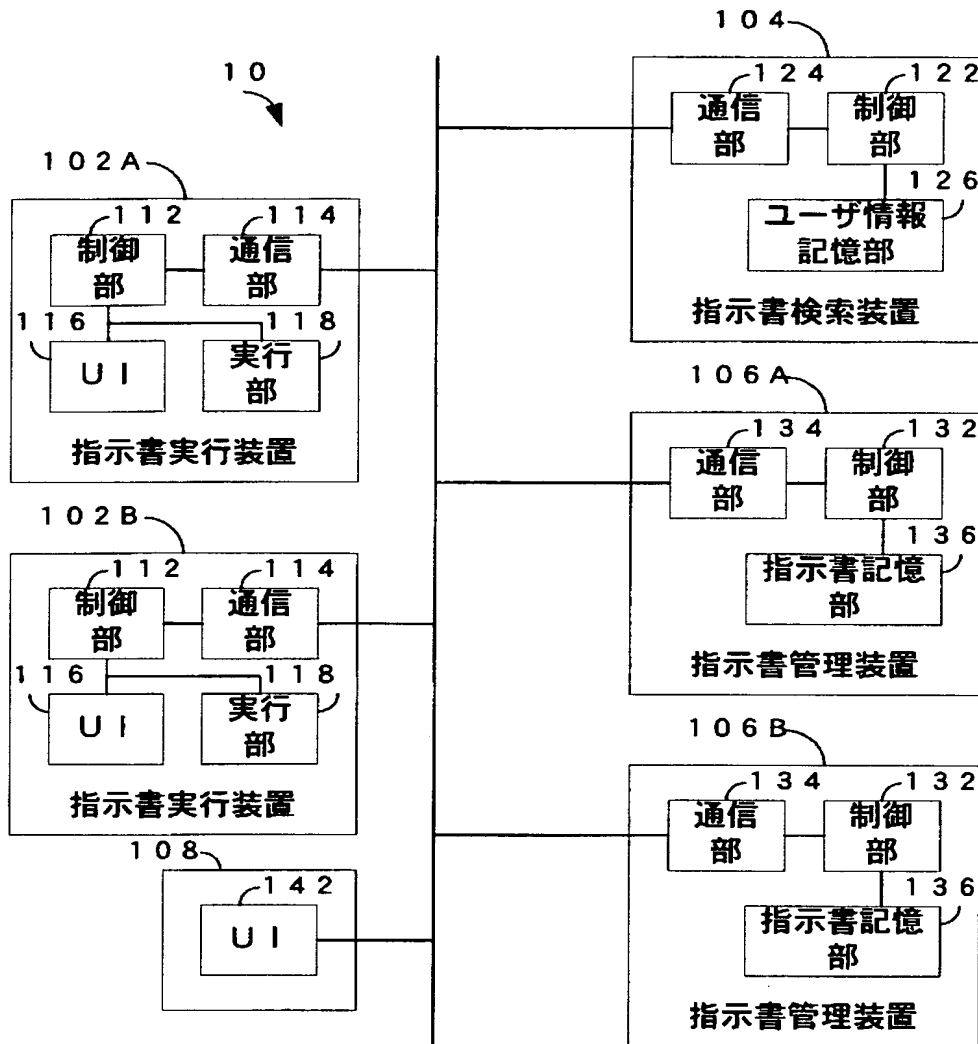 １０
１０２Ａ
１１２
１１４
制御
部
通信
部
１１６
１１８
ＵＩ
実行
部
指示書実行装置
１０２Ｂ
１１２
１１４
制御
部
通信
部
１１６
１１８
ＵＩ
実行
部
指示書実行装置
１０８
１４２
ＵＩ
１０４
１２４
１２２
通信
部
制御
部
１２６
ユーザ情報
記憶部
指示書検索装置
１０６Ａ
１３４
１３２
通信
部
制御
部
１３６
指示書記憶
部
指示書管理装置
１０６Ｂ
１３４
１３２
通信
部
制御
部
１３６
指示書記憶
部
指示書管理装置